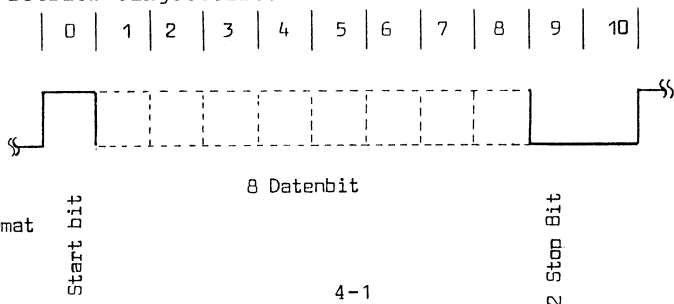 0 1 2 3 4 5 6 7 8 9 10
8 Datenbit
mat
Start bit
2 Stop Bit
4-1